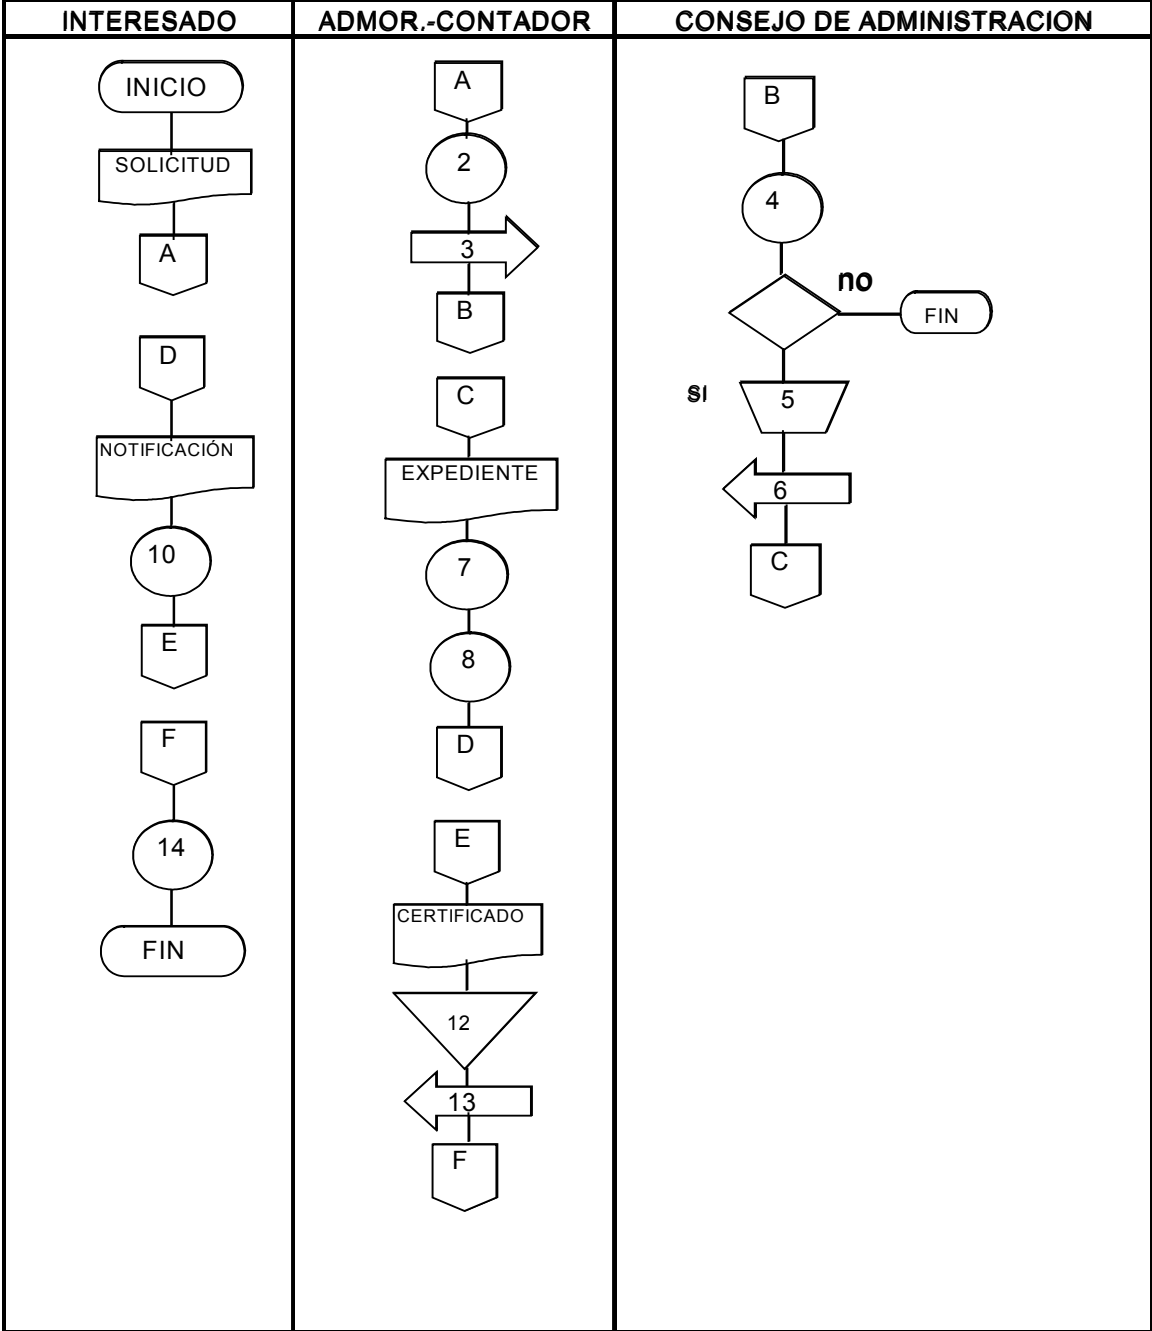 INTERESADO
ADMOR.-CONTADOR
CONSEJO DE ADMINISTRACION
INICIO
SOLICITUD
A
D
NOTIFICACIÓN
10
E
F
14
FIN
A
2
3
B
C
EXPEDIENTE
7
8
D
E
CERTIFICADO
12
13
F
B
4
no
FIN
SI
5
6
C